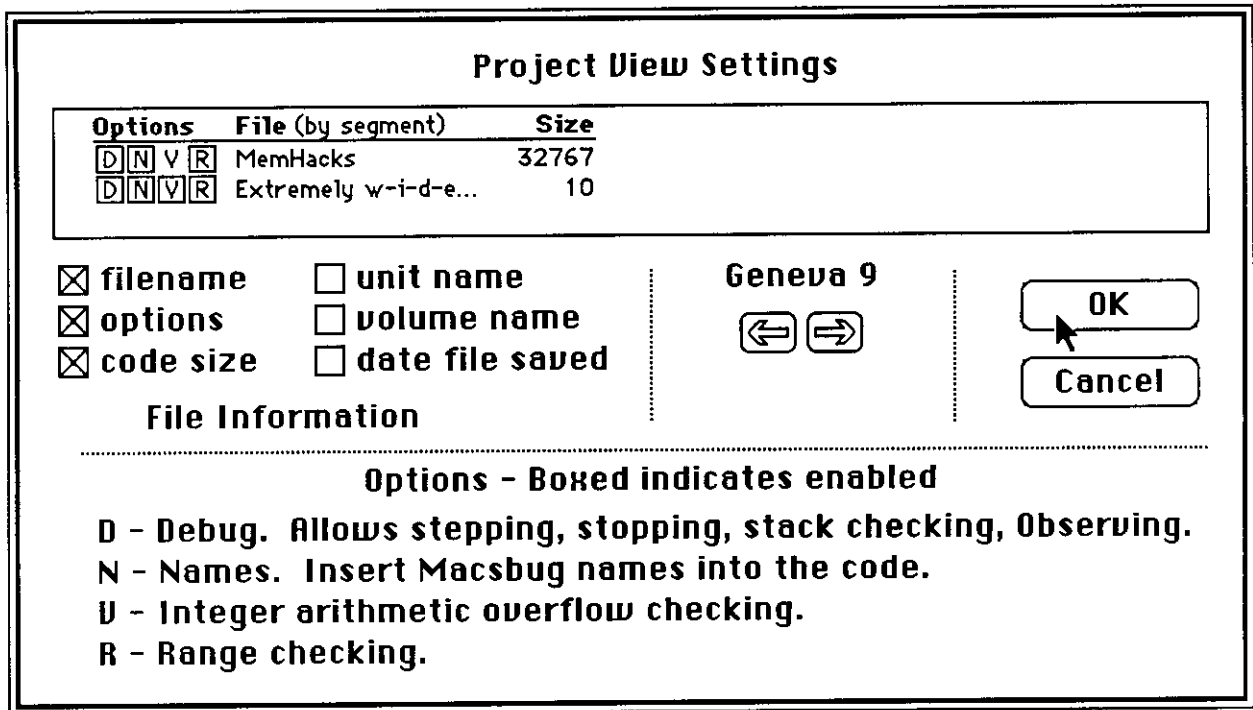 Project View Settings
Options File (by segment) Size
D N V R MemHacks 32767
D N V R Extremely w-i-d-e... 10
filename unit name Geneva 9 OK
options volume name
code size date file saved Cancel
File Information
Options - Boxed indicates enabled
D - Debug. Allows stepping, stopping, stack checking, Observing.
N - Names. Insert Macsbug names into the code.
V - Integer arithmetic overflow checking.
R - Range checking.